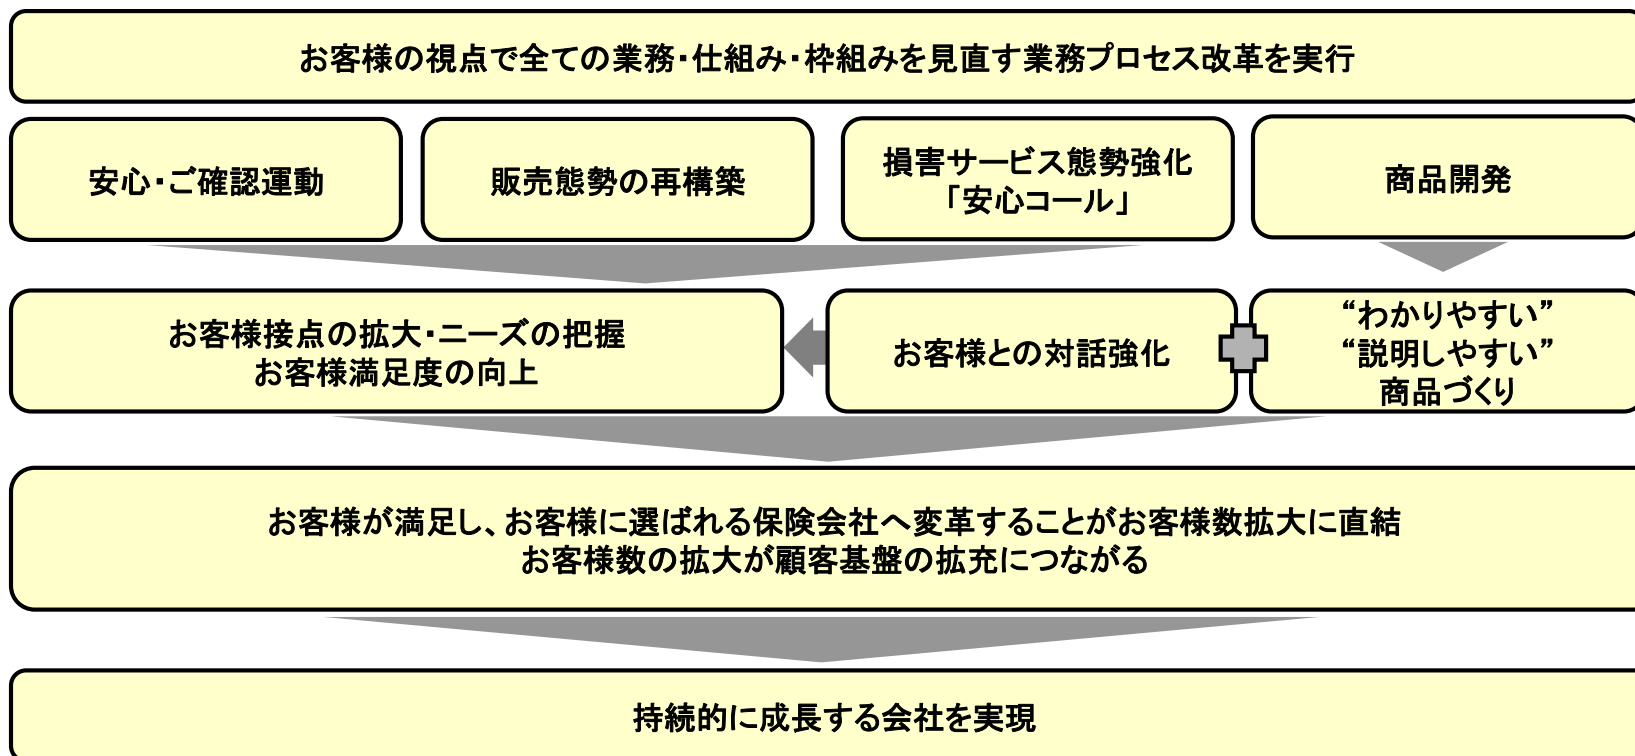 お客様の視点で全ての業務・仕組み・枠組みを見直す業務プロセス改革を実行
安心・ご確認運動
販売態勢の再構築
損害サービス態勢強化
「安心コール」
商品開発
お客様接点の拡大・ニーズの把握
お客様満足度の向上
お客様との対話強化
“わかりやすい”
“説明しやすい”
商品づくり
お客様が満足し、お客様に選ばれる保険会社へ変革することがお客様数拡大に直結
お客様数の拡大が顧客基盤の拡充につながる
持続的に成長する会社を実現